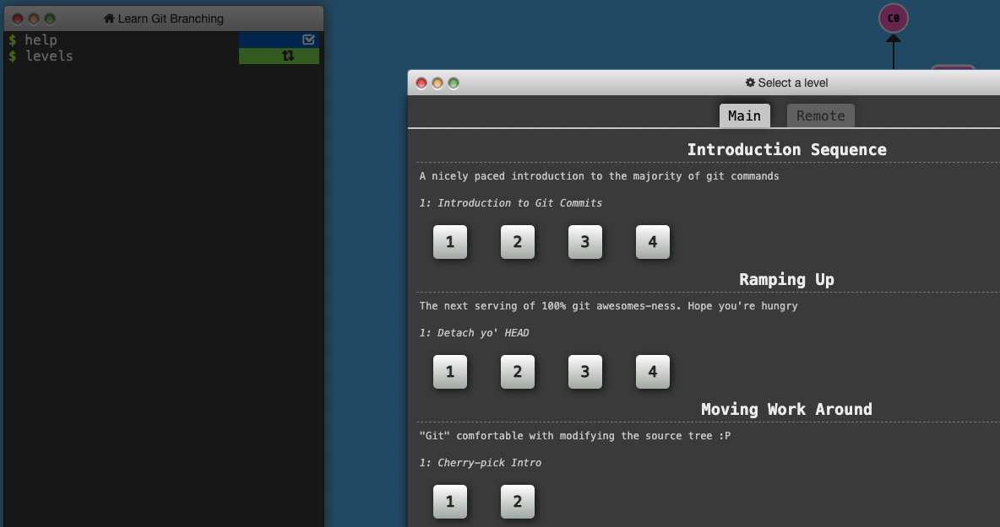 Learn Git Branching
$ help
$ levels
C0
Select a level
Main Remote
Introduction Sequence
A nicely paced introduction to the majority of git commands
1: Introduction to Git Commits
1 2 3 4
Ramping Up
The next serving of 100% git awesomes-ness. Hope you're hungry
1: Detach yo' HEAD
1 2 3 4
Moving Work Around
"Git" comfortable with modifying the source tree :P
1: Cherry-pick Intro
1 2